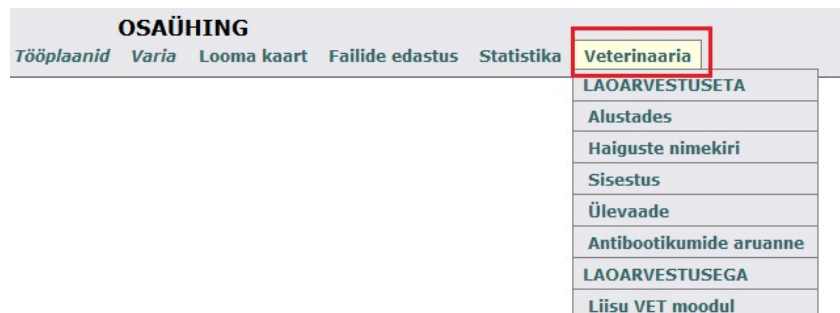 OSAÜHING
Tööplaanid Varia Looma kaart Failide edastus Statistika Veterinaaria
LAOARVESTUSETA
Alustades
Haiguste nimekiri
Sisestus
Ülevaade
Antibootikumide aruanne
LAOARVESTUSEGA
Liisu VET moodul